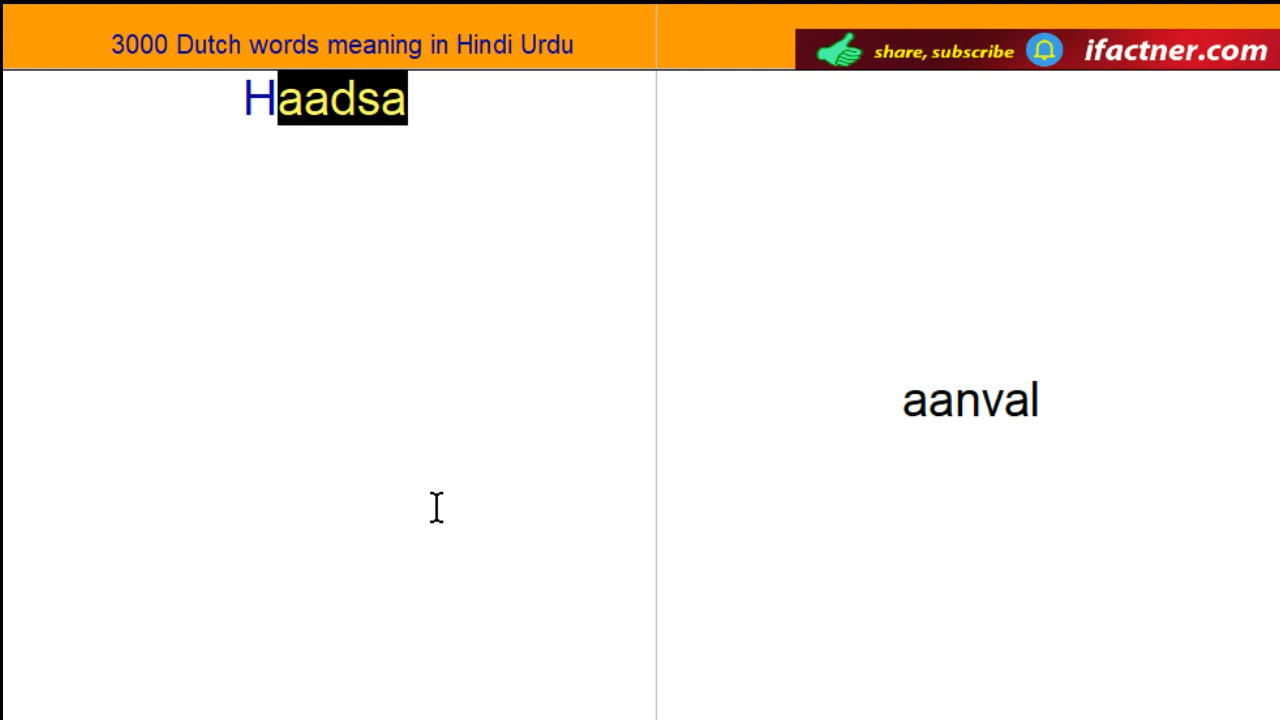 3000 Dutch words meaning in Hindi Urdu
share, subscribe ifactner.com
Haadsa
aanval